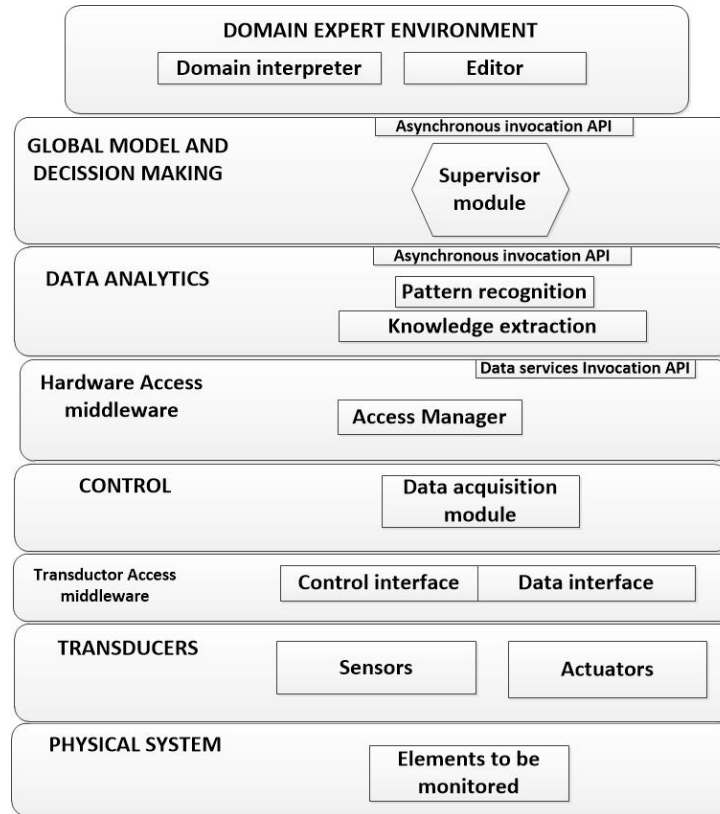 DOMAIN EXPERT ENVIRONMENT
Domain interpreter
Editor
Asynchronous invocation API
GLOBAL MODEL AND
DECISSION MAKING
Supervisor
module
Asynchronous invocation API
DATA ANALYTICS
Pattern recognition
Knowledge extraction
Data services Invocation API
Hardware Access
middleware
Access Manager
CONTROL
Data acquisition
module
Transductor Access
middleware
Control interface
Data interface
TRANSDUCERS
Sensors
Actuators
PHYSICAL SYSTEM
Elements to be
monitored